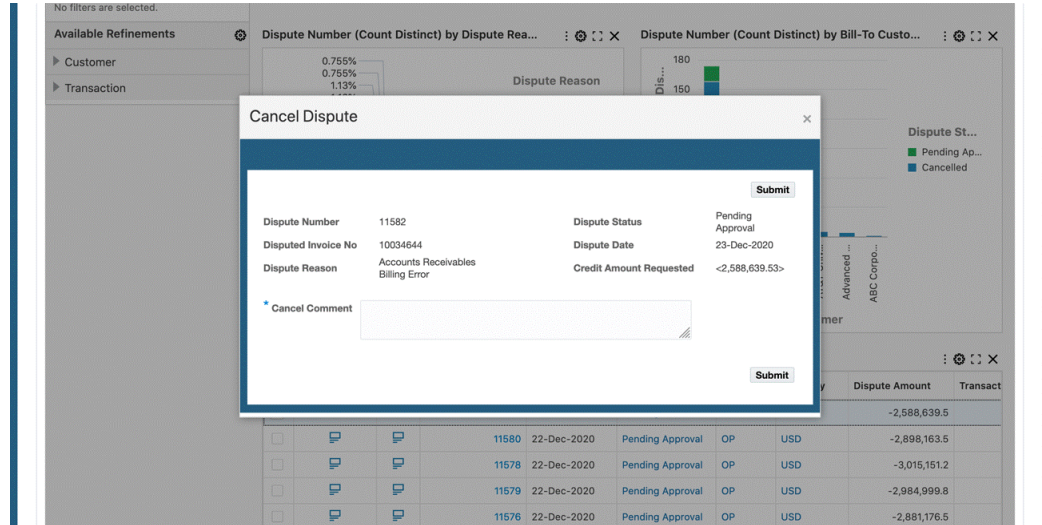 No filters are selected.
Available Refinements
Customer
Transaction
Dispute Number (Count Distinct) by Dispute Rea...
0.755%
0.755%
1.13%
Dispute Reason
Dispute Number (Count Distinct) by Bill-To Custo...
180
150
Dis...
Dispute St...
Pending Ap...
Cancelled
Advanced ...
ABC Corpo...
mer
Cancel Dispute
Submit
Dispute Number 11582 Dispute Status Pending
Approval
Disputed Invoice No 10034644 Dispute Date 23-Dec-2020
Dispute Reason Accounts Receivables
Billing Error Credit Amount Requested <2,588,639.53>
* Cancel Comment
Submit
y Dispute Amount Transact
-2,588,639.5
11580 22-Dec-2020 Pending Approval OP USD -2,898,163.5
11578 22-Dec-2020 Pending Approval OP USD -3,015,151.2
11579 22-Dec-2020 Pending Approval OP USD -2,984,999.8
11576 22-Dec-2020 Pending Approval OP USD -2,881,176.5